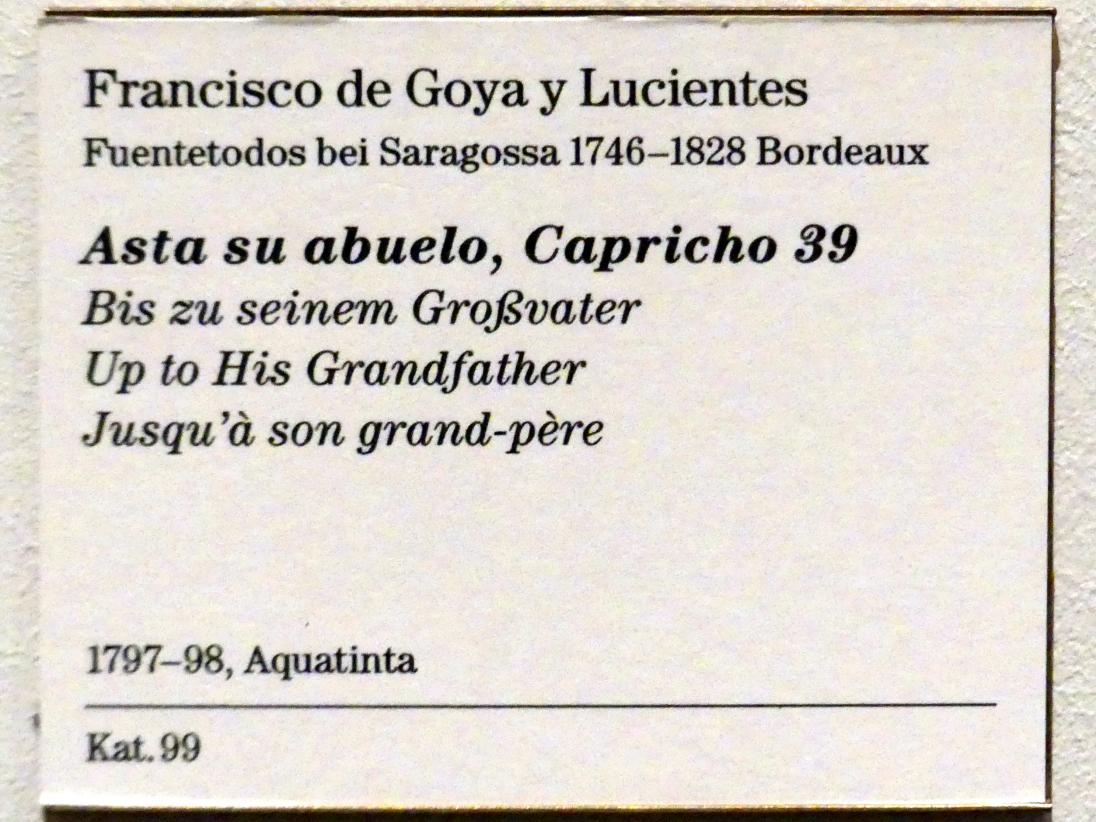 Francisco de Goya y Lucientes
Fuentetodos bei Saragossa 1746–1828 Bordeaux
Asta su abuelo, Capricho 39
Bis zu seinem Großvater
Up to His Grandfather
Jusqu’à son grand-père
1797–98, Aquatinta
Kat. 99